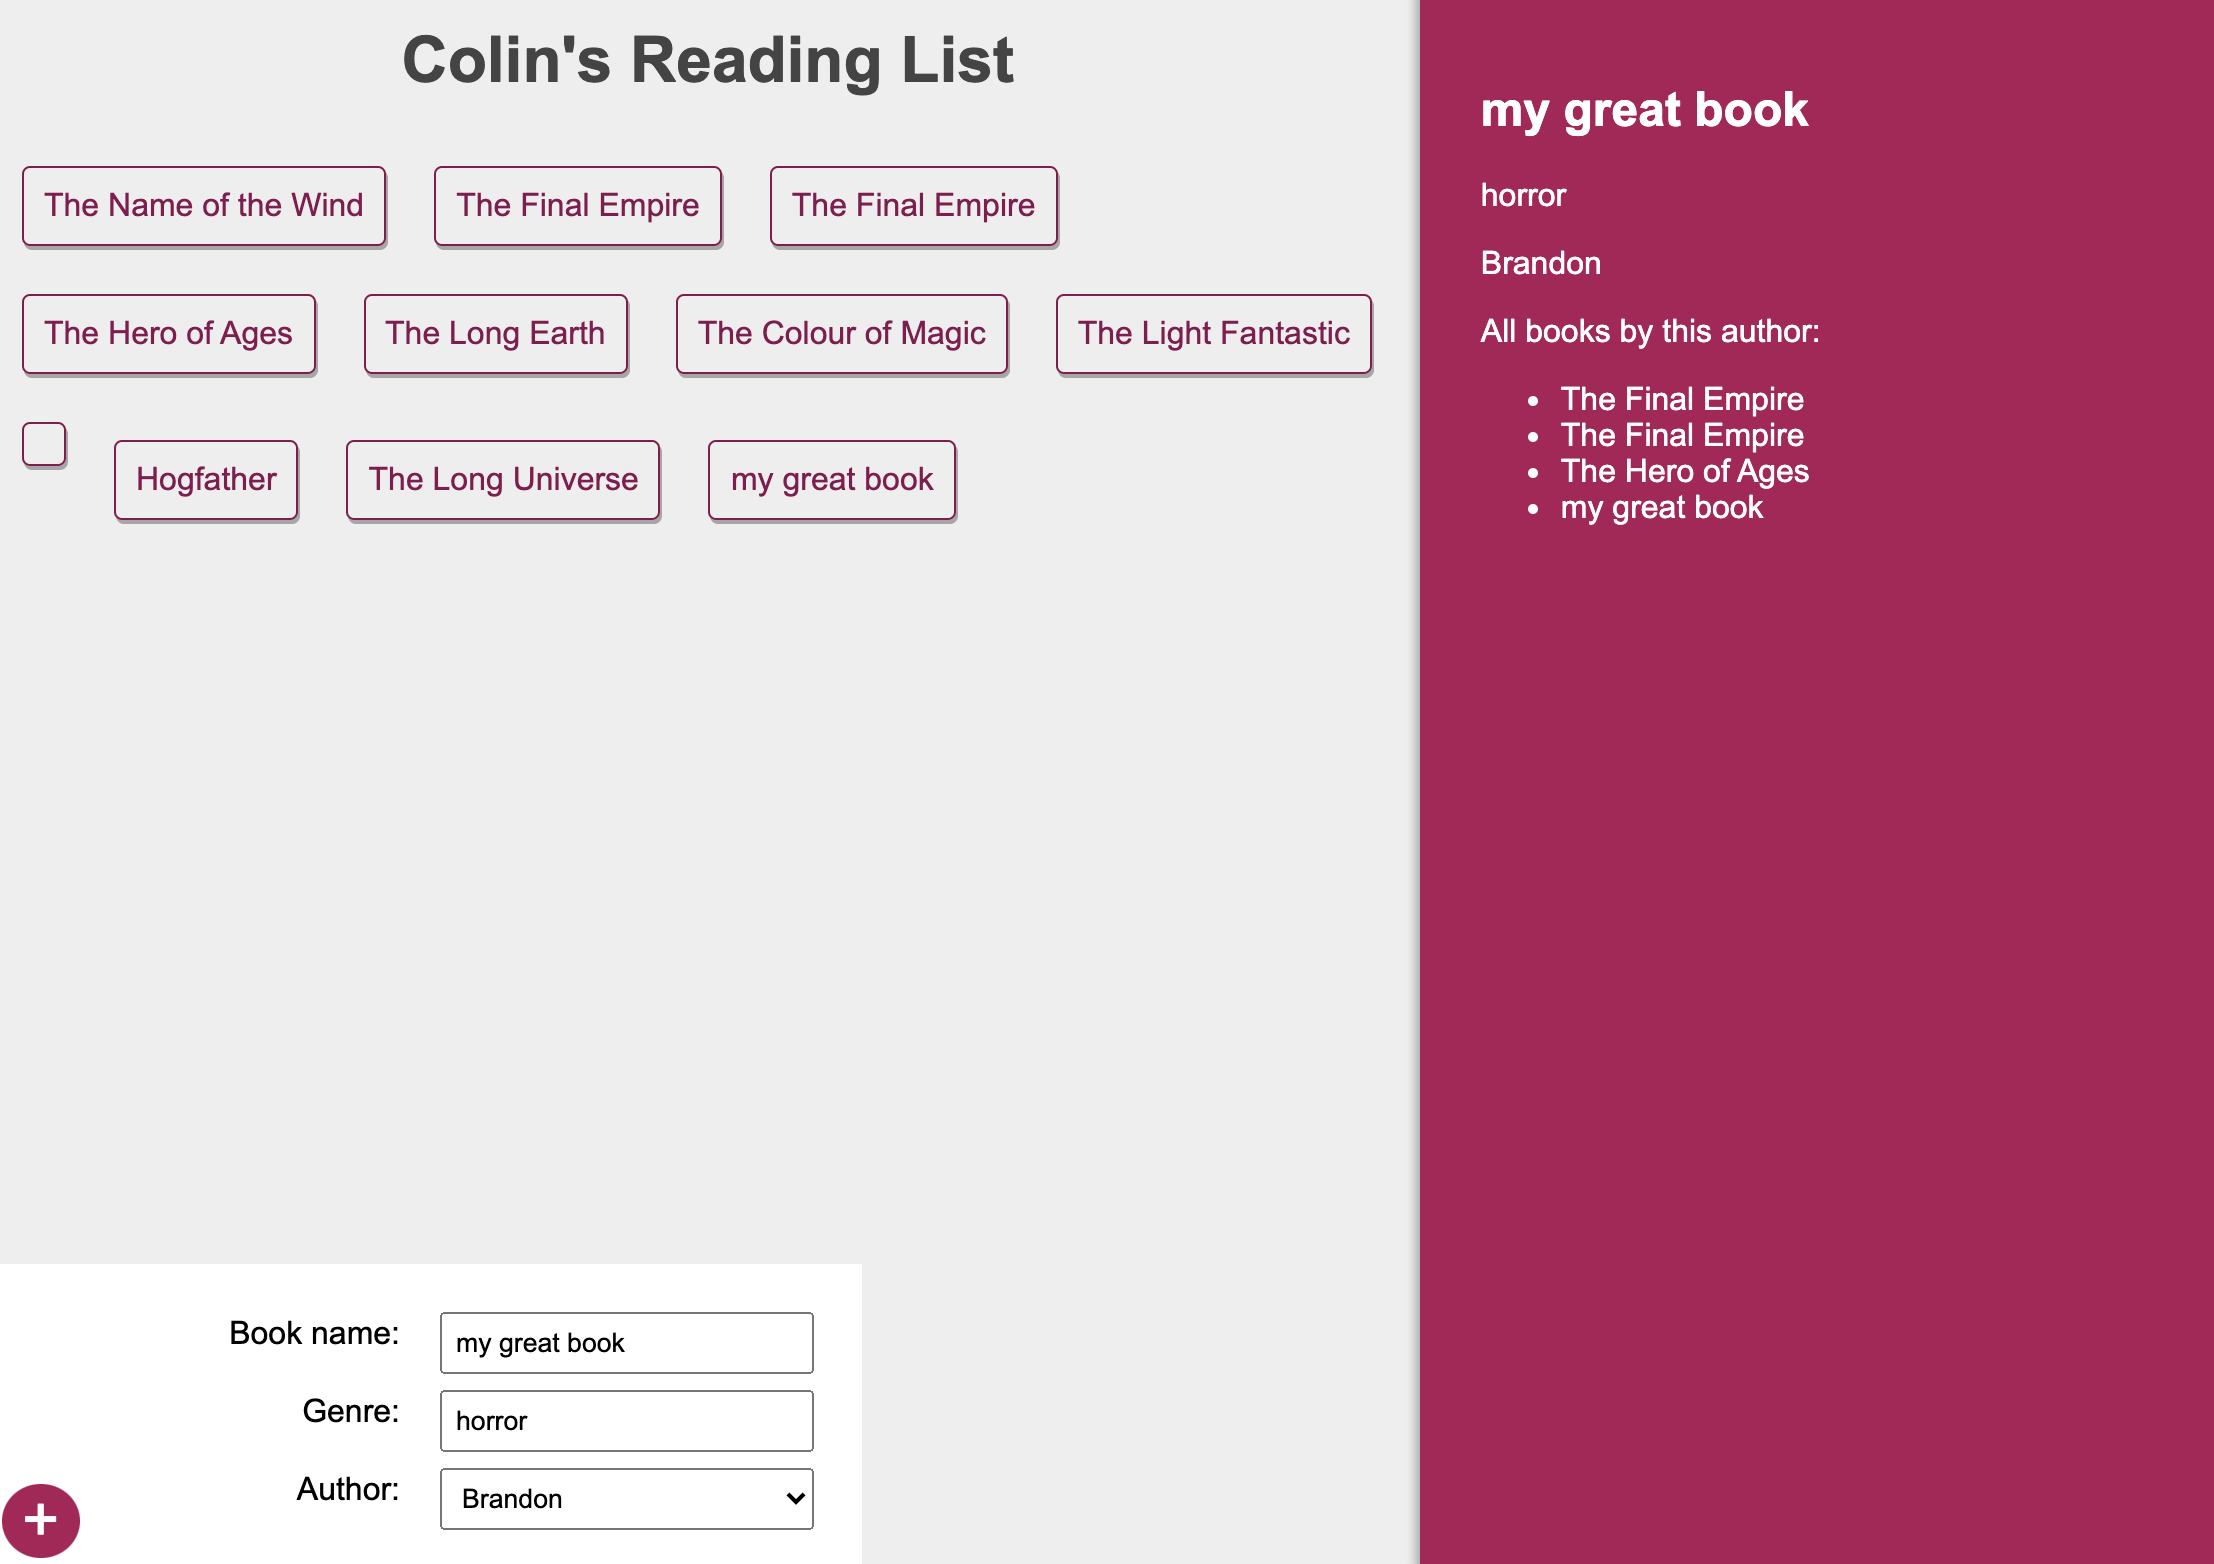 Colin's Reading List
The Name of the Wind The Final Empire The Final Empire
The Hero of Ages The Long Earth The Colour of Magic The Light Fantastic
Hogfather The Long Universe my great book
Book name: my great book
Genre: horror
Author: Brandon
+
my great book
horror
Brandon
All books by this author:
• The Final Empire
• The Final Empire
• The Hero of Ages
• my great book